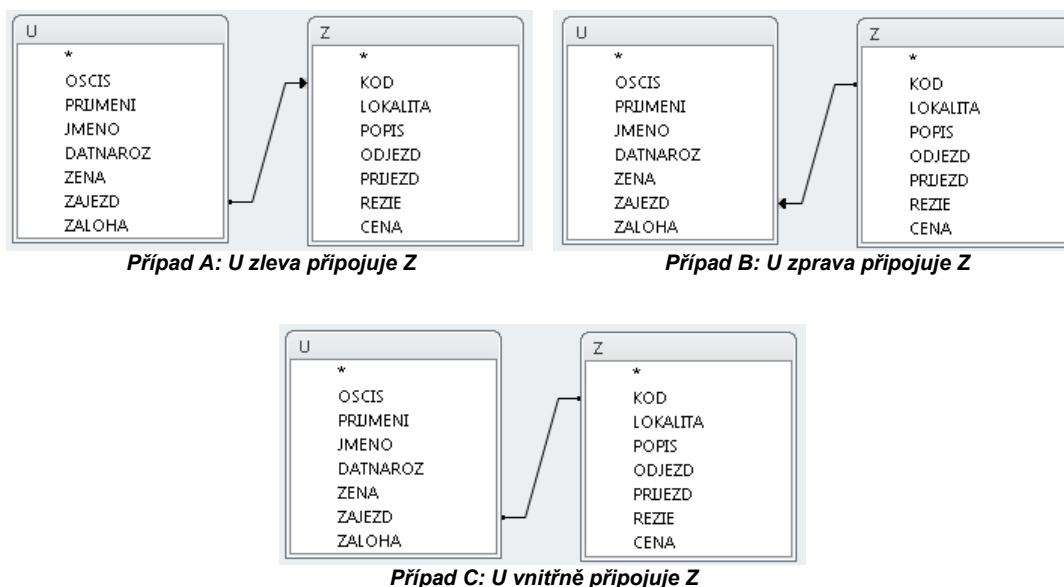 U
*
OSCIS
PRIJMENI
JMENO
DATNAROZ
ZENA
ZAJEZD
ZALOHA
Z
*
KOD
LOKALITA
POPIS
ODJEZD
PRIJEZD
REZIE
CENA
Případ A: U zleva připojuje Z
U
*
OSCIS
PRIJMENI
JMENO
DATNAROZ
ZENA
ZAJEZD
ZALOHA
Z
*
KOD
LOKALITA
POPIS
ODJEZD
PRIJEZD
REZIE
CENA
Případ B: U zprava připojuje Z
U
*
OSCIS
PRIJMENI
JMENO
DATNAROZ
ZENA
ZAJEZD
ZALOHA
Z
*
KOD
LOKALITA
POPIS
ODJEZD
PRIJEZD
REZIE
CENA
Případ C: U vnitřně připojuje Z